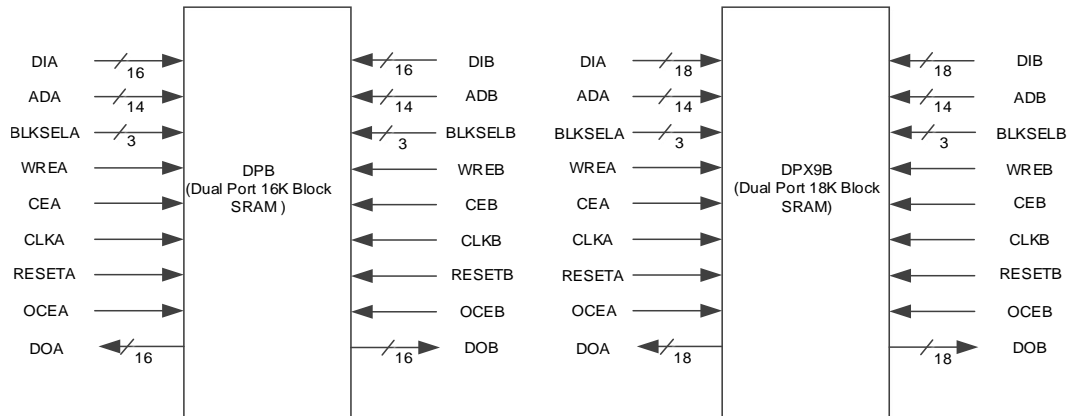 DIA
16
ADA
14
BLKSELA
3
WREA
CEA
CLKA
RESETA
OCEA
DOA
16
DPB
(Dual Port 16K Block
SRAM )
DIB
16
ADB
14
BLKSELB
3
WREB
CEB
CLKB
RESETB
OCEB
DOB
16
DIA
18
ADA
14
BLKSELA
3
WREA
CEA
CLKA
RESETA
OCEA
DOA
18
DPX9B
(Dual Port 18K Block
SRAM)
DIB
18
ADB
14
BLKSELB
3
WREB
CEB
CLKB
RESETB
OCEB
DOB
18